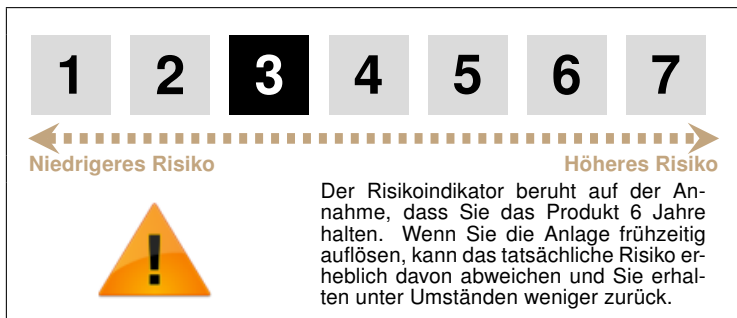 1 2 3 4 5 6 7
Niedrigeres Risiko Höheres Risiko
Der Risikoindikator beruht auf der An-
nahme, dass Sie das Produkt 6 Jahre
halten. Wenn Sie die Anlage frühzeitig
auflösen, kann das tatsächliche Risiko er-
heblich davon abweichen und Sie erhal-
ten unter Umständen weniger zurück.
!